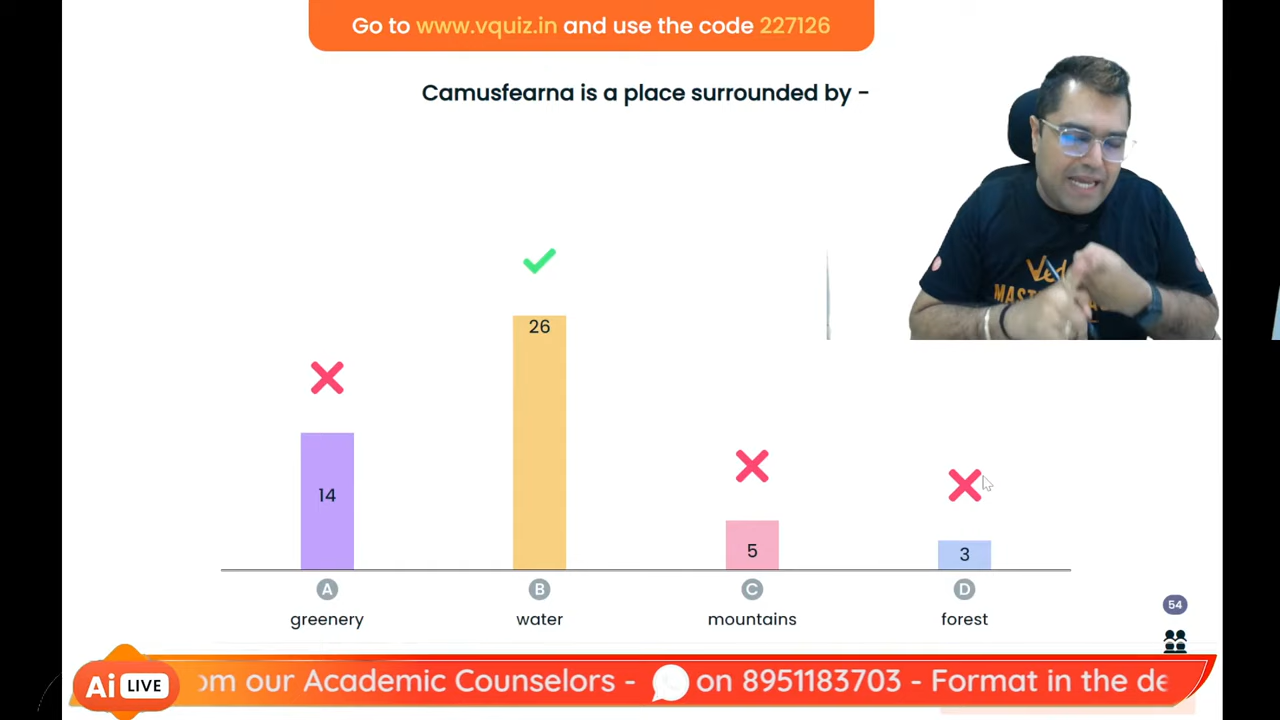 Go to www.vquiz.in and use the code 227126
Camusfearna is a place surrounded by -
26
14
5
3
A
B
C
D
greenery
water
mountains
forest
54
Ai LIVE
om our Academic Counselors - on 8951183703 - Format in the de